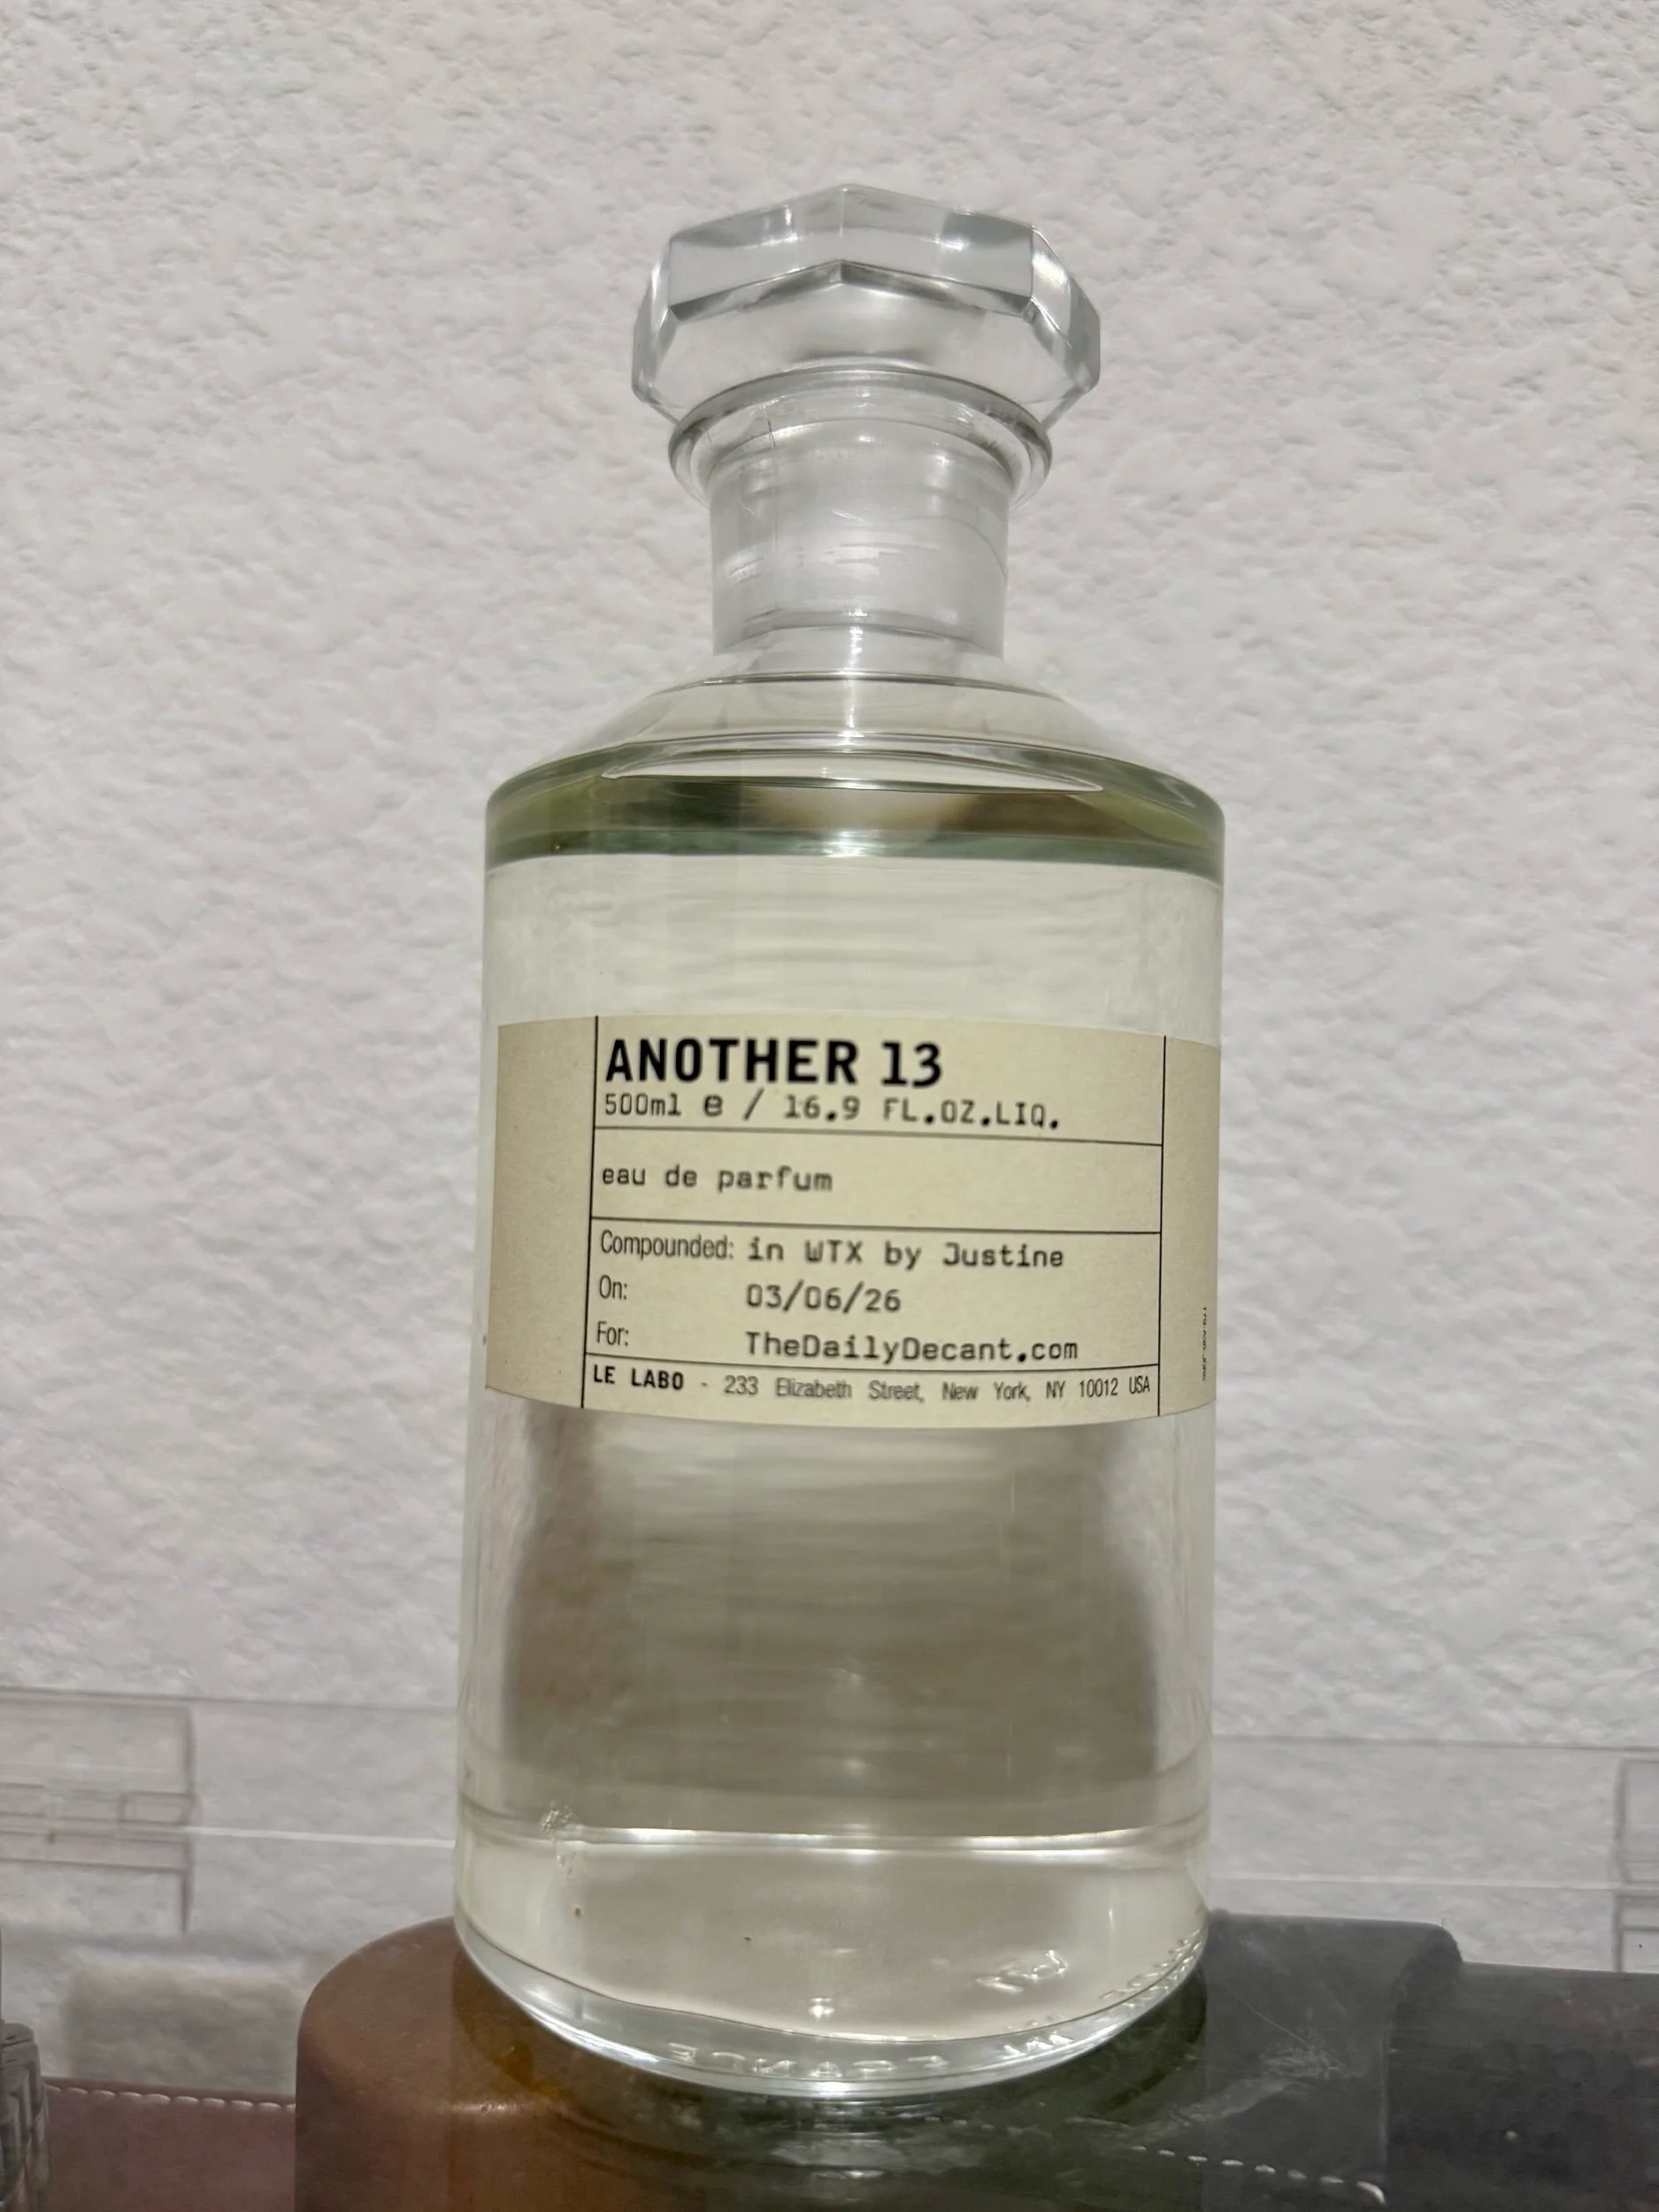 ANOTHER 13
500ml e / 16.9 FL.OZ.LIQ.
eau de parfum
Compounded: in WTX by Justine
On: 03/06/26
For: TheDailyDecant.com
LE LABO - 233 Elizabeth Street, New York, NY 10012 USA